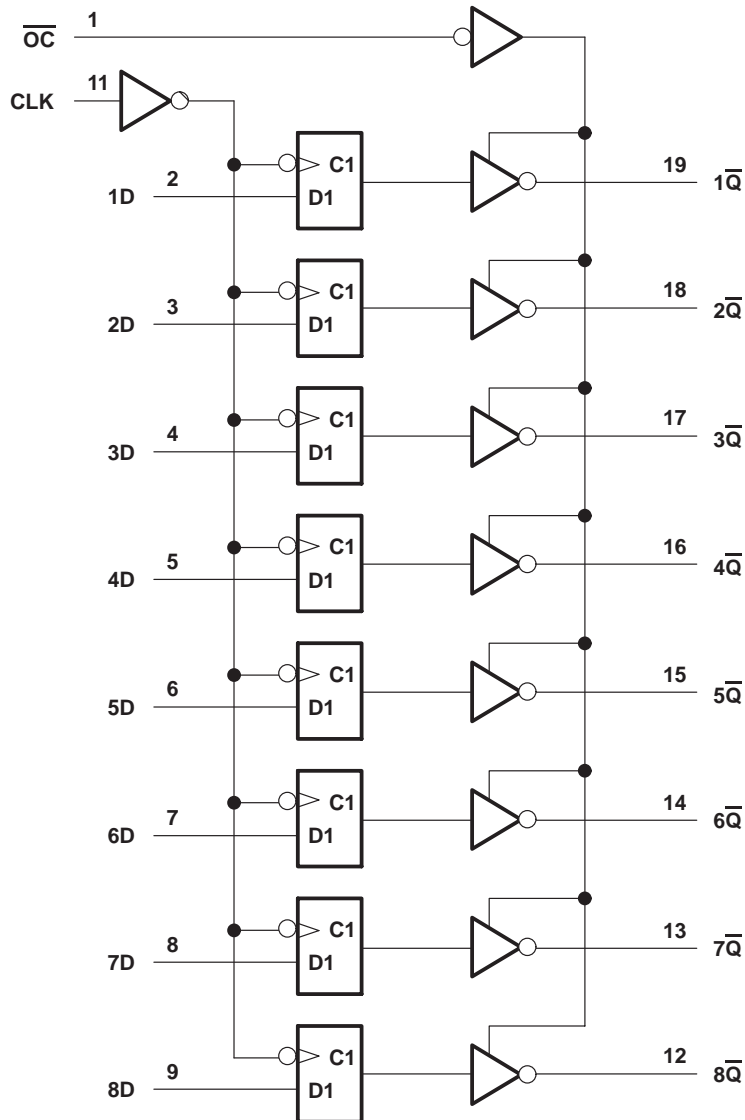 O̅C̅ 1
CLK 11
1D 2 C1 D1 19 1Q̅
2D 3 C1 D1 18 2Q̅
3D 4 C1 D1 17 3Q̅
4D 5 C1 D1 16 4Q̅
5D 6 C1 D1 15 5Q̅
6D 7 C1 D1 14 6Q̅
7D 8 C1 D1 13 7Q̅
8D 9 C1 D1 12 8Q̅